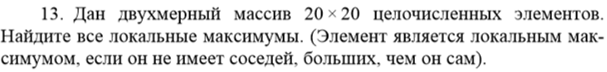 13. Дан двухмерный массив 20 × 20 целочисленных элементов.
Найдите все локальные максимумы. (Элемент является локальным мак-
симумом, если он не имеет соседей, больших, чем он сам).